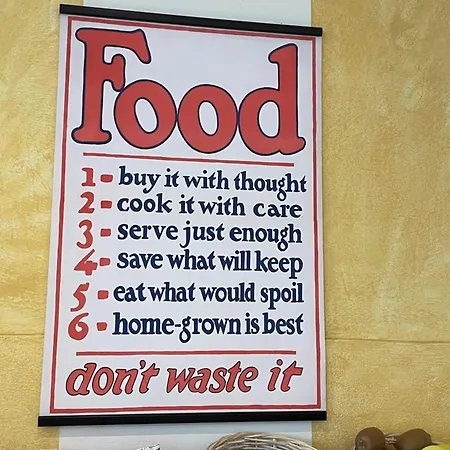 Food
1- buy it with thought
2- cook it with care
3- serve just enough
4- save what will keep
5- eat what would spoil
6- home-grown is best
don't waste it